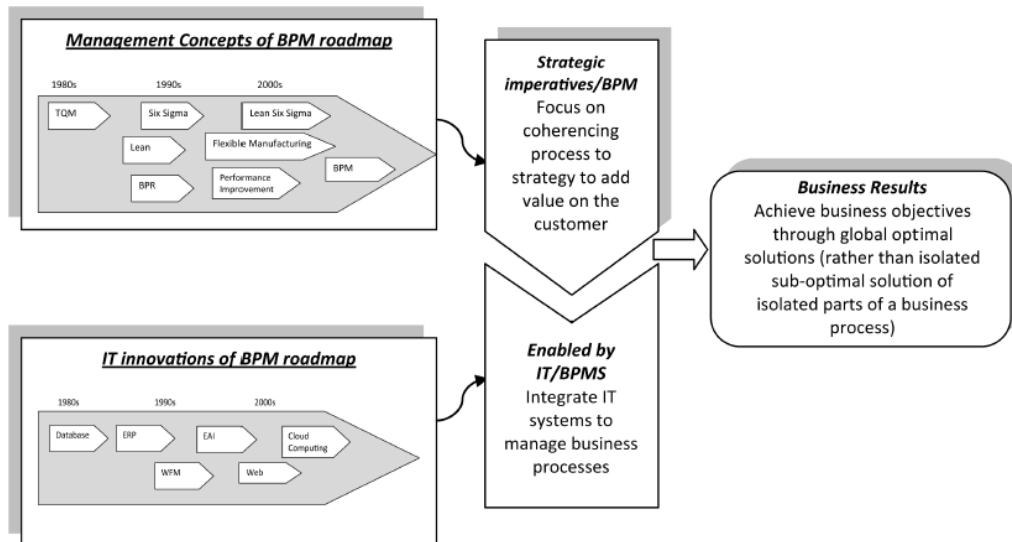 Management Concepts of BPM roadmap
1980s 1990s 2000s
TQM Six Sigma Lean Six Sigma
Lean Flexible Manufacturing
BPR Performance
Improvement
BPM
Strategic
imperatives/BPM
Focus on
coherencing
process to
strategy to add
value on the
customer
IT innovations of BPM roadmap
1980s 1990s 2000s
Database ERP EAI Cloud
Computing
WFM Web
Enabled by
IT/BPMS
Integrate IT
systems to
manage business
processes
Business Results
Achieve business objectives
through global optimal
solutions (rather than isolated
sub-optimal solution of
isolated parts of a business
process)